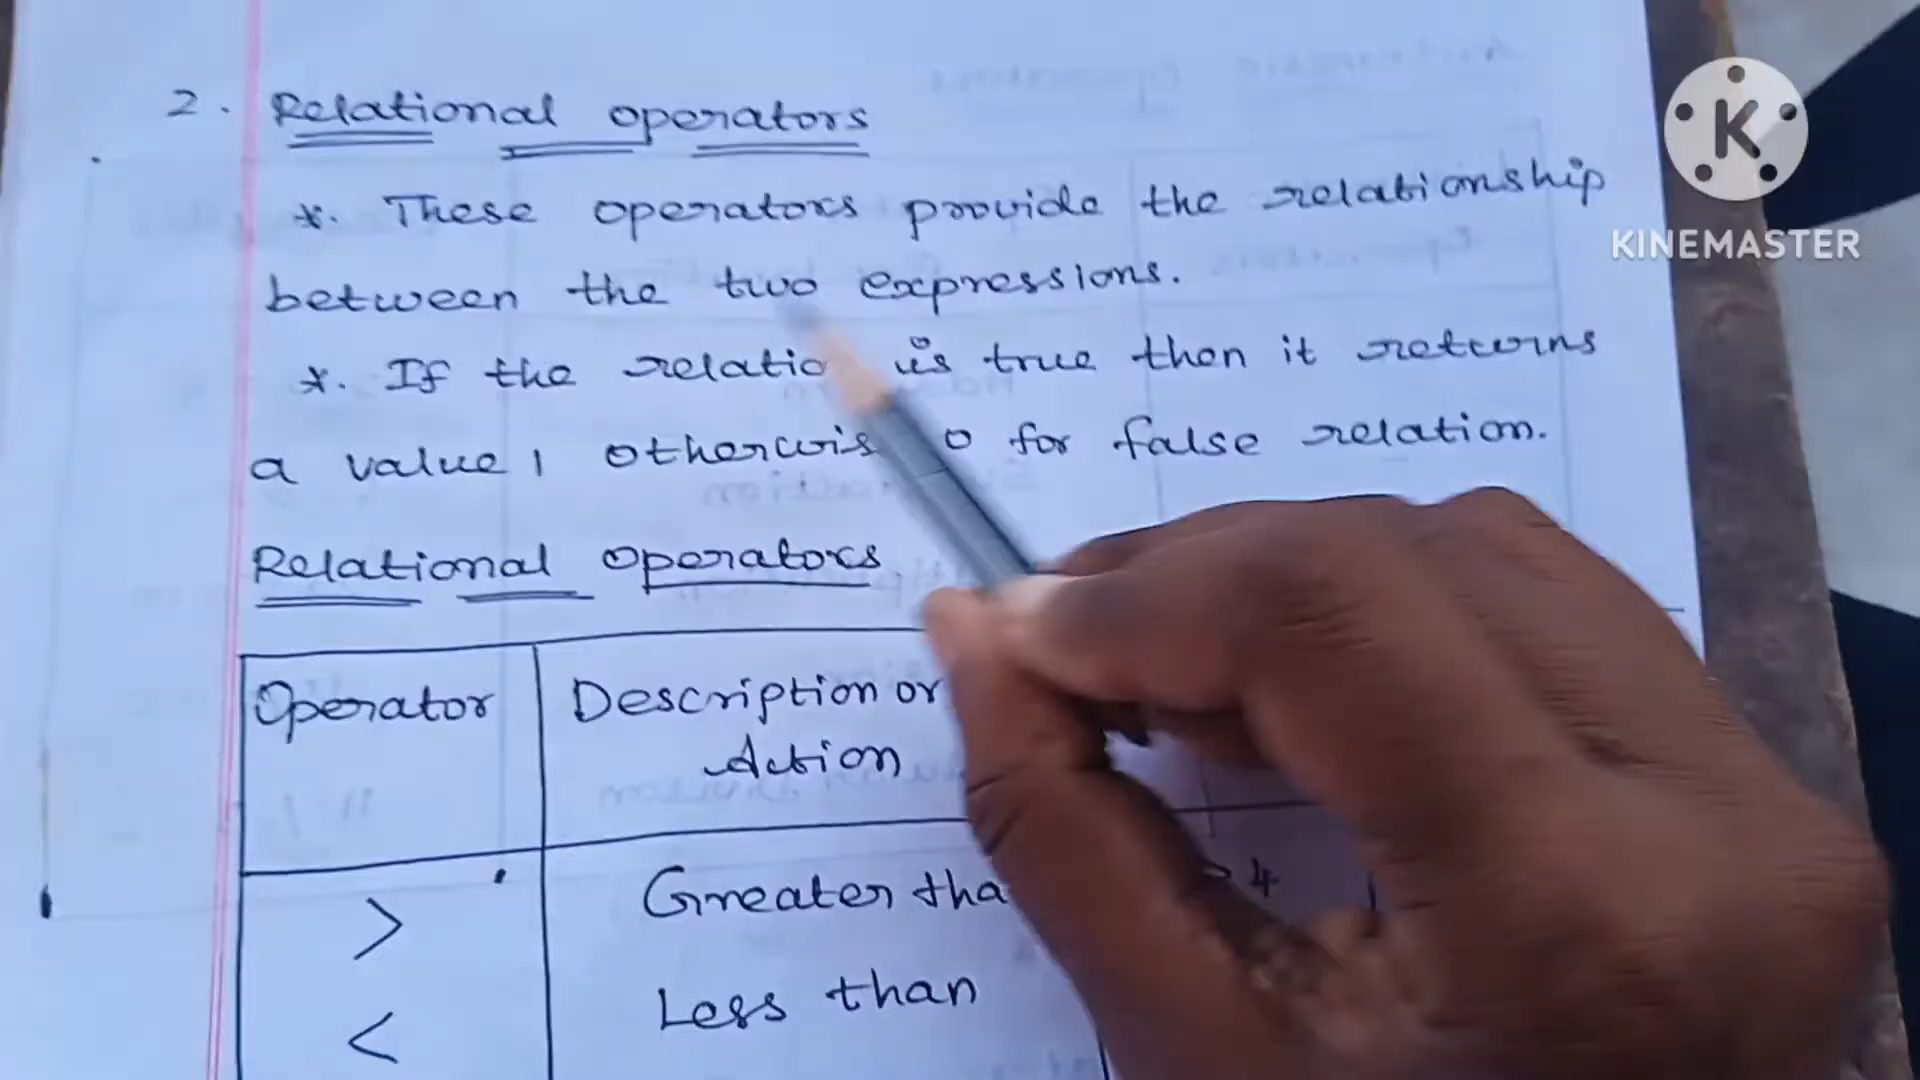 2. Relational operators
*. These operators provide the relationship
between the two expressions.
*. If the relatio is true then it returns
a value 1 otherwis 0 for false relation.
Relational operators
Operator
Description or
Action
>
Greater tha
> 4
1
<
Less than
K
KINEMASTER